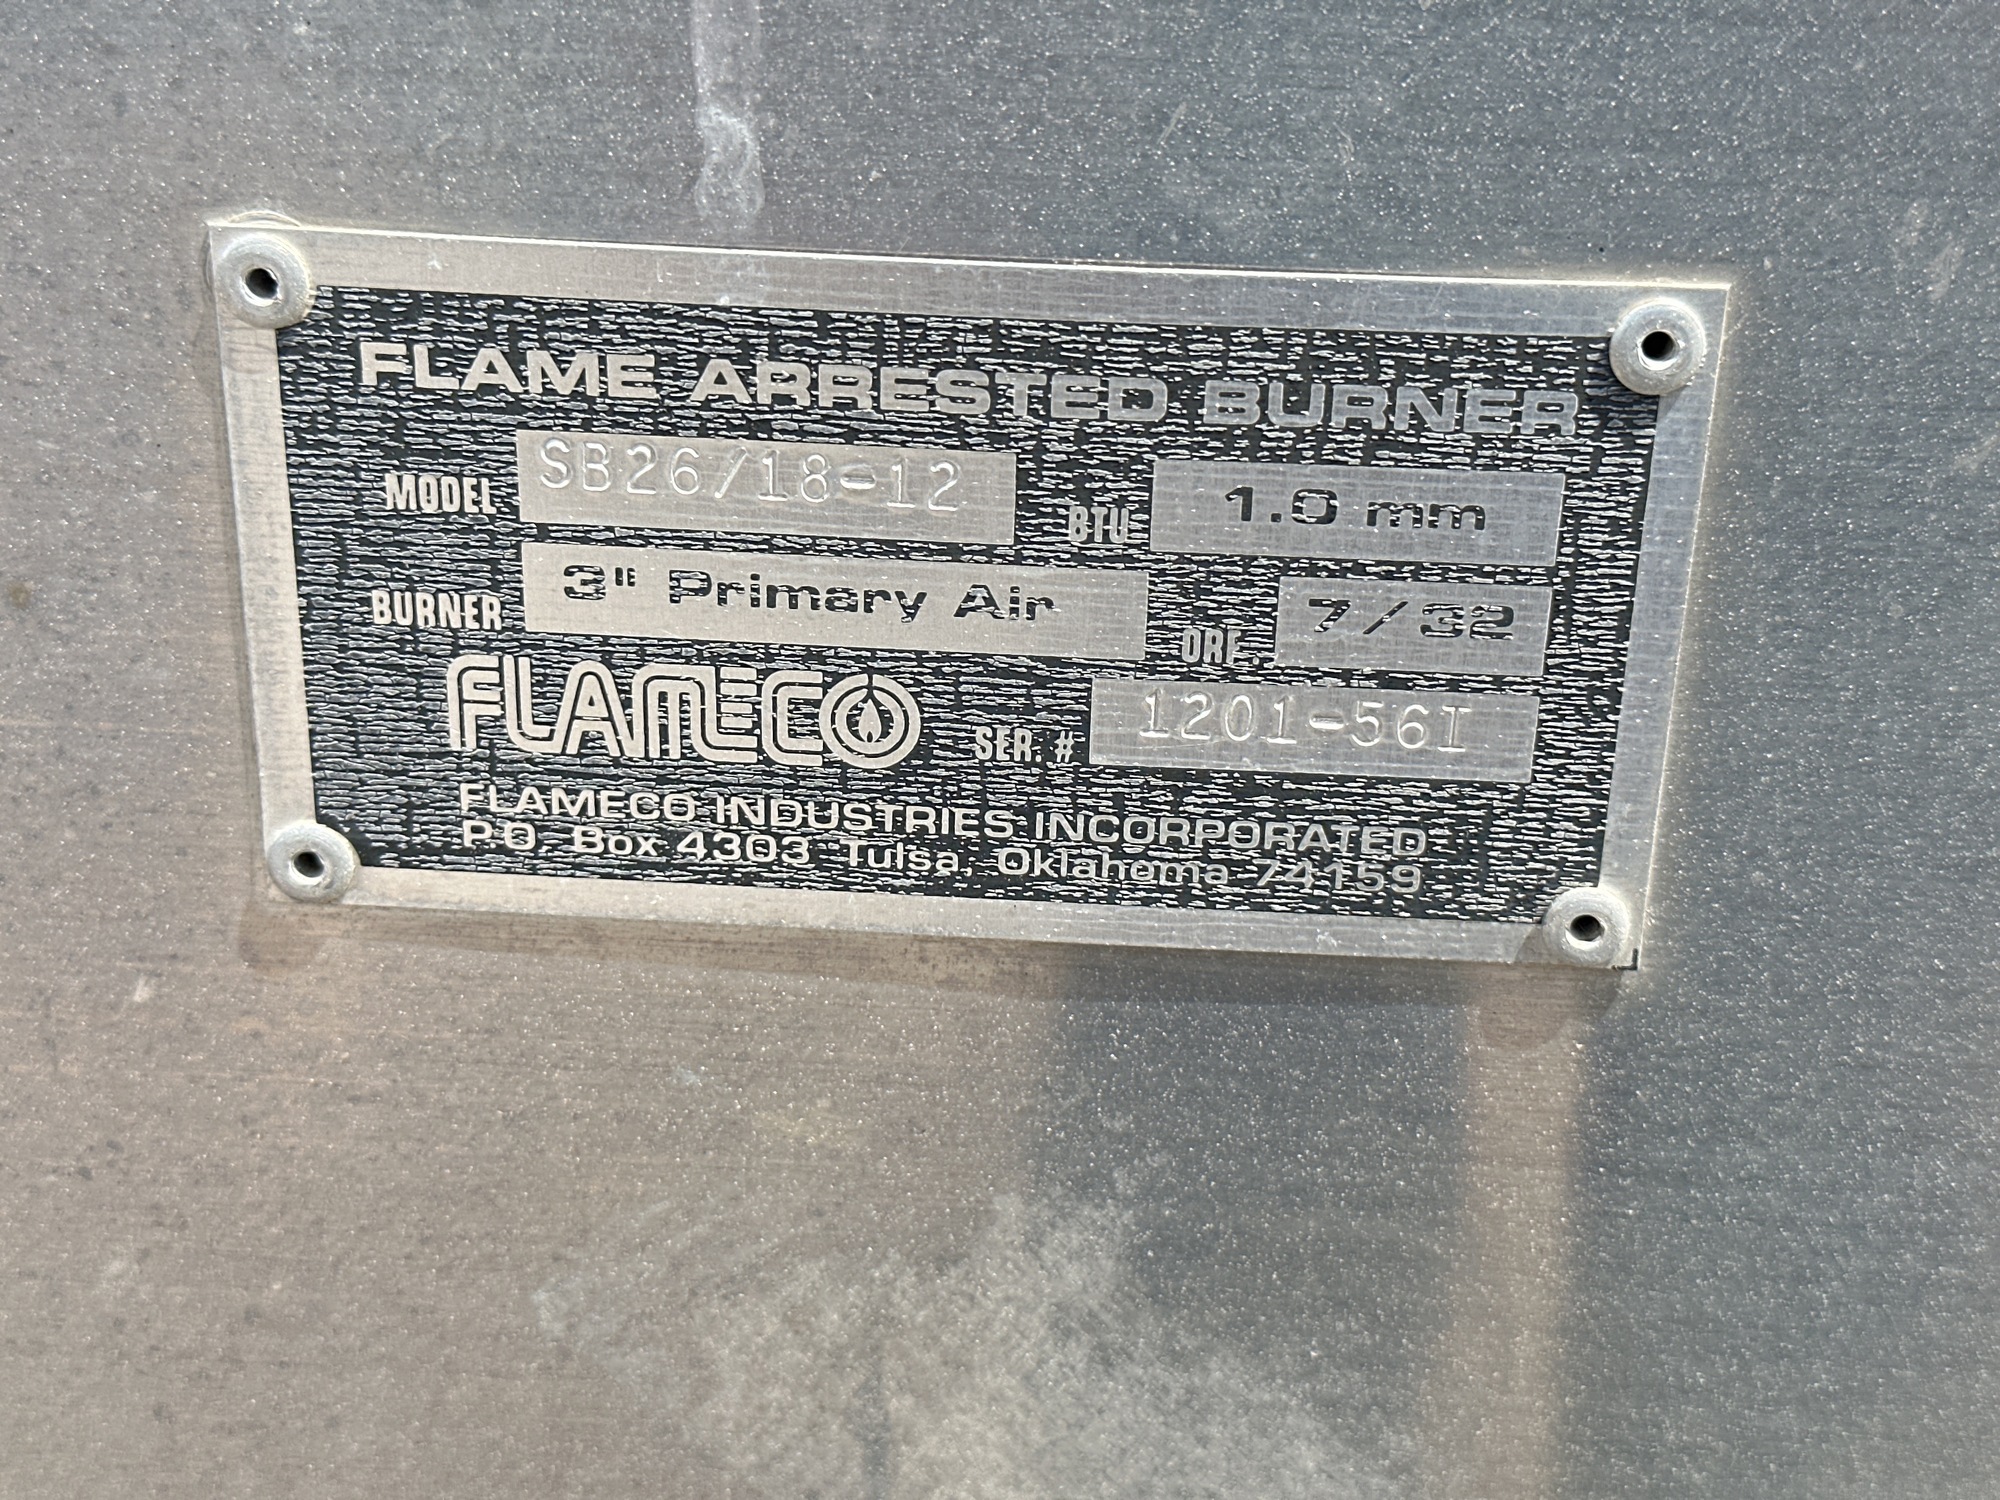 FLAME ARRESTED BURNER
MODEL SB26/18-12 BTU 1.0 mm
BURNER 3" Primary Air ORF. 7/32
FLAMECO SER. # 1201-56I
FLAMECO INDUSTRIES INCORPORATED
P.O. Box 4303 Tulsa, Oklahoma 74159